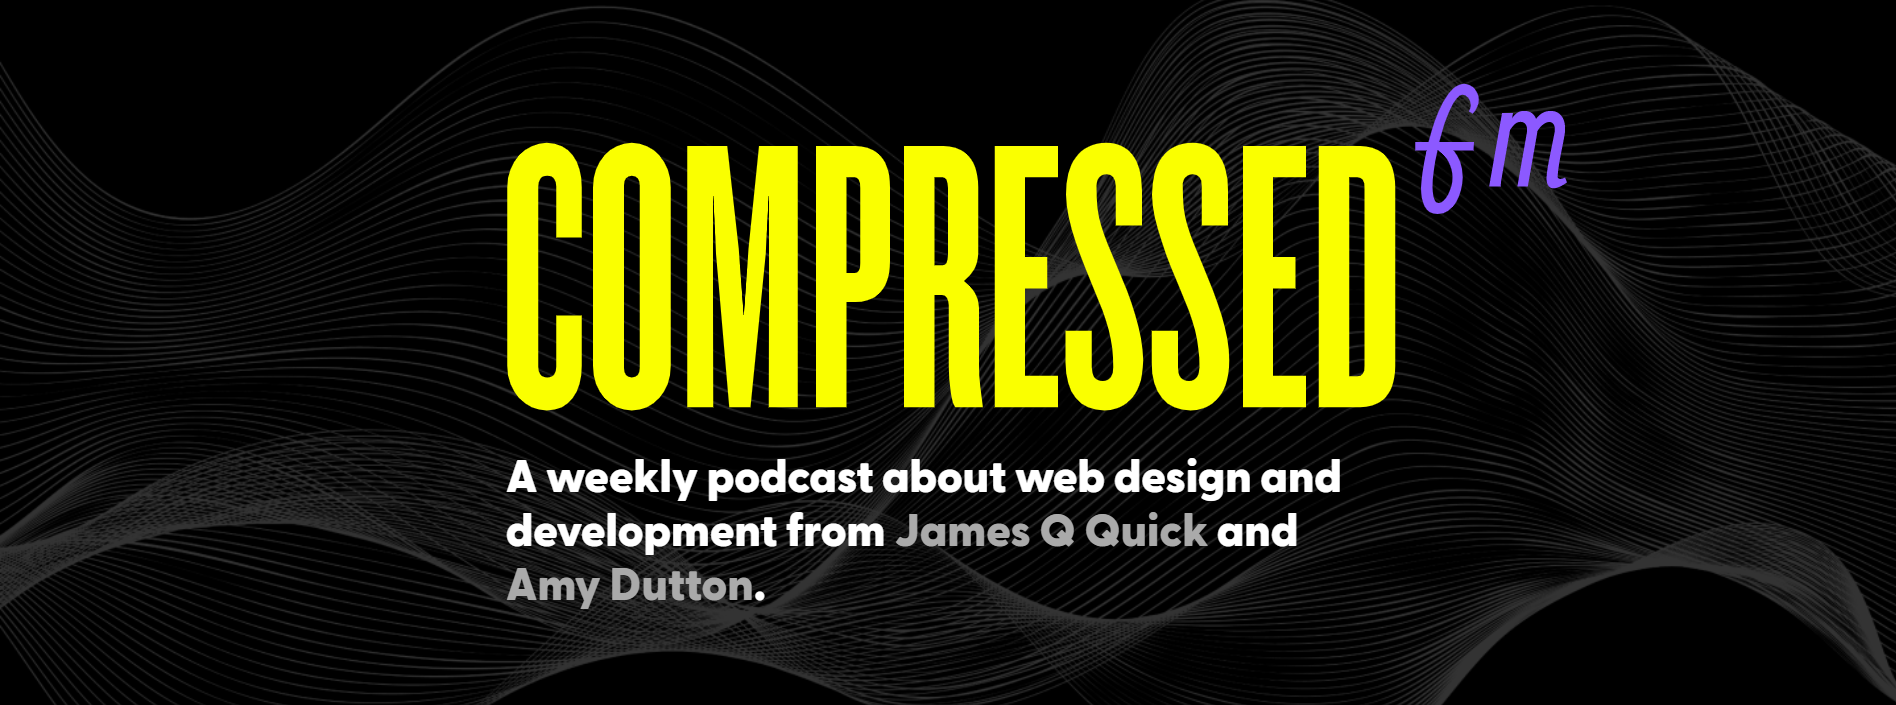 COMPRESSED fm
A weekly podcast about web design and
development from James Q Quick and
Amy Dutton.